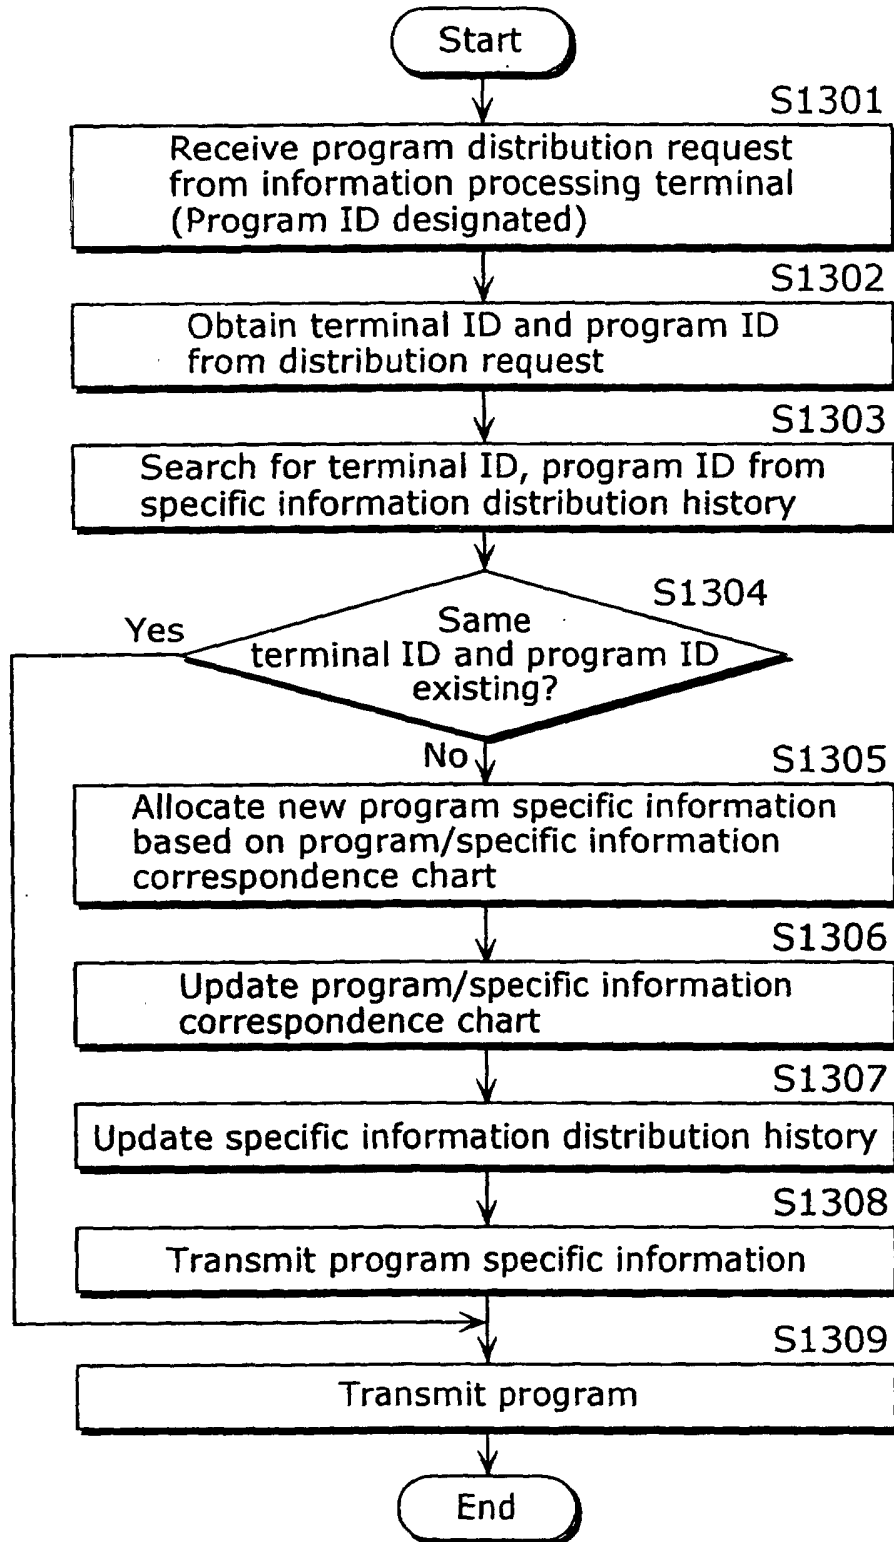 Start
S1301
Receive program distribution request
from information processing terminal
(Program ID designated)
S1302
Obtain terminal ID and program ID
from distribution request
S1303
Search for terminal ID, program ID from
specific information distribution history
S1304
Yes
Same
terminal ID and program ID
existing?
No
S1305
Allocate new program specific information
based on program/specific information
correspondence chart
S1306
Update program/specific information
correspondence chart
S1307
Update specific information distribution history
S1308
Transmit program specific information
S1309
Transmit program
End